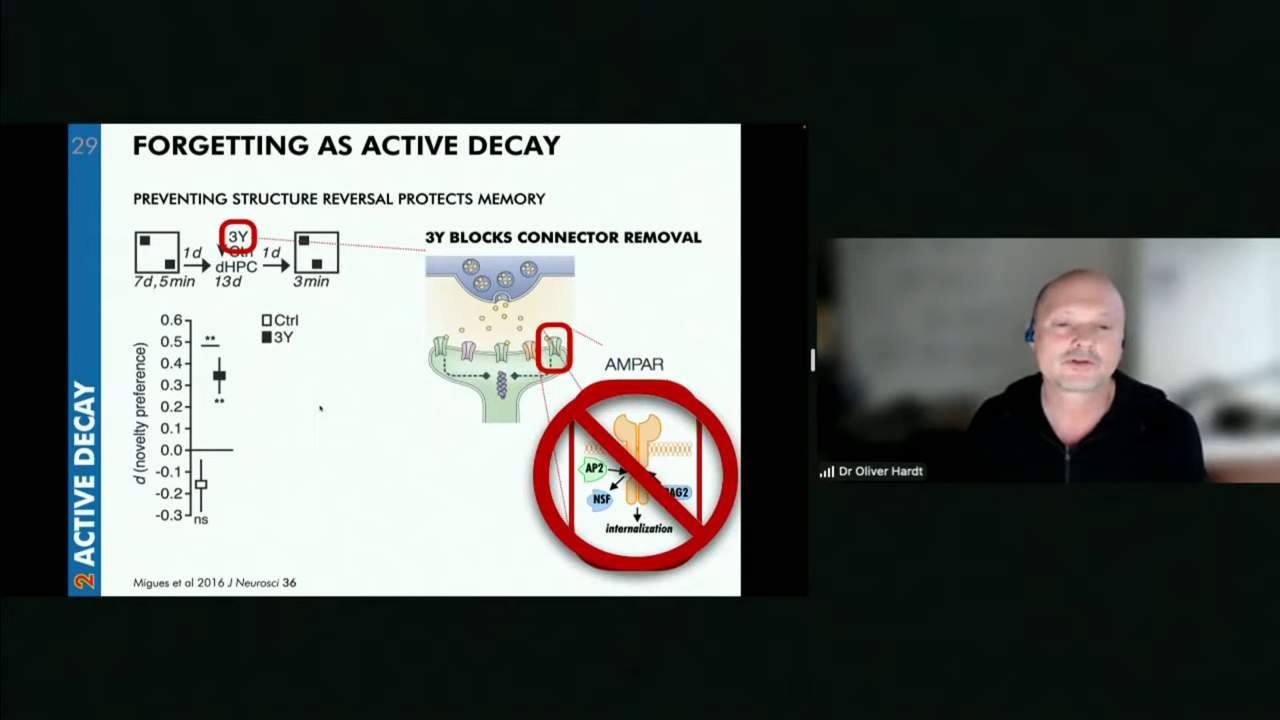 29
FORGETTING AS ACTIVE DECAY
PREVENTING STRUCTURE REVERSAL PROTECTS MEMORY
3Y
1d
1d
dHPC
7d, 5min
13d
3min
3Y BLOCKS CONNECTOR REMOVAL
0.6
0.5
0.4
0.3
0.2
0.1
0.0
-0.1
-0.2
-0.3
d (novelty preference)
**
**
ns
Ctrl
3Y
AMPAR
AP2
NSF
internalization
2 ACTIVE DECAY
Migues et al 2016 J Neurosci 36
Dr Oliver Hardt